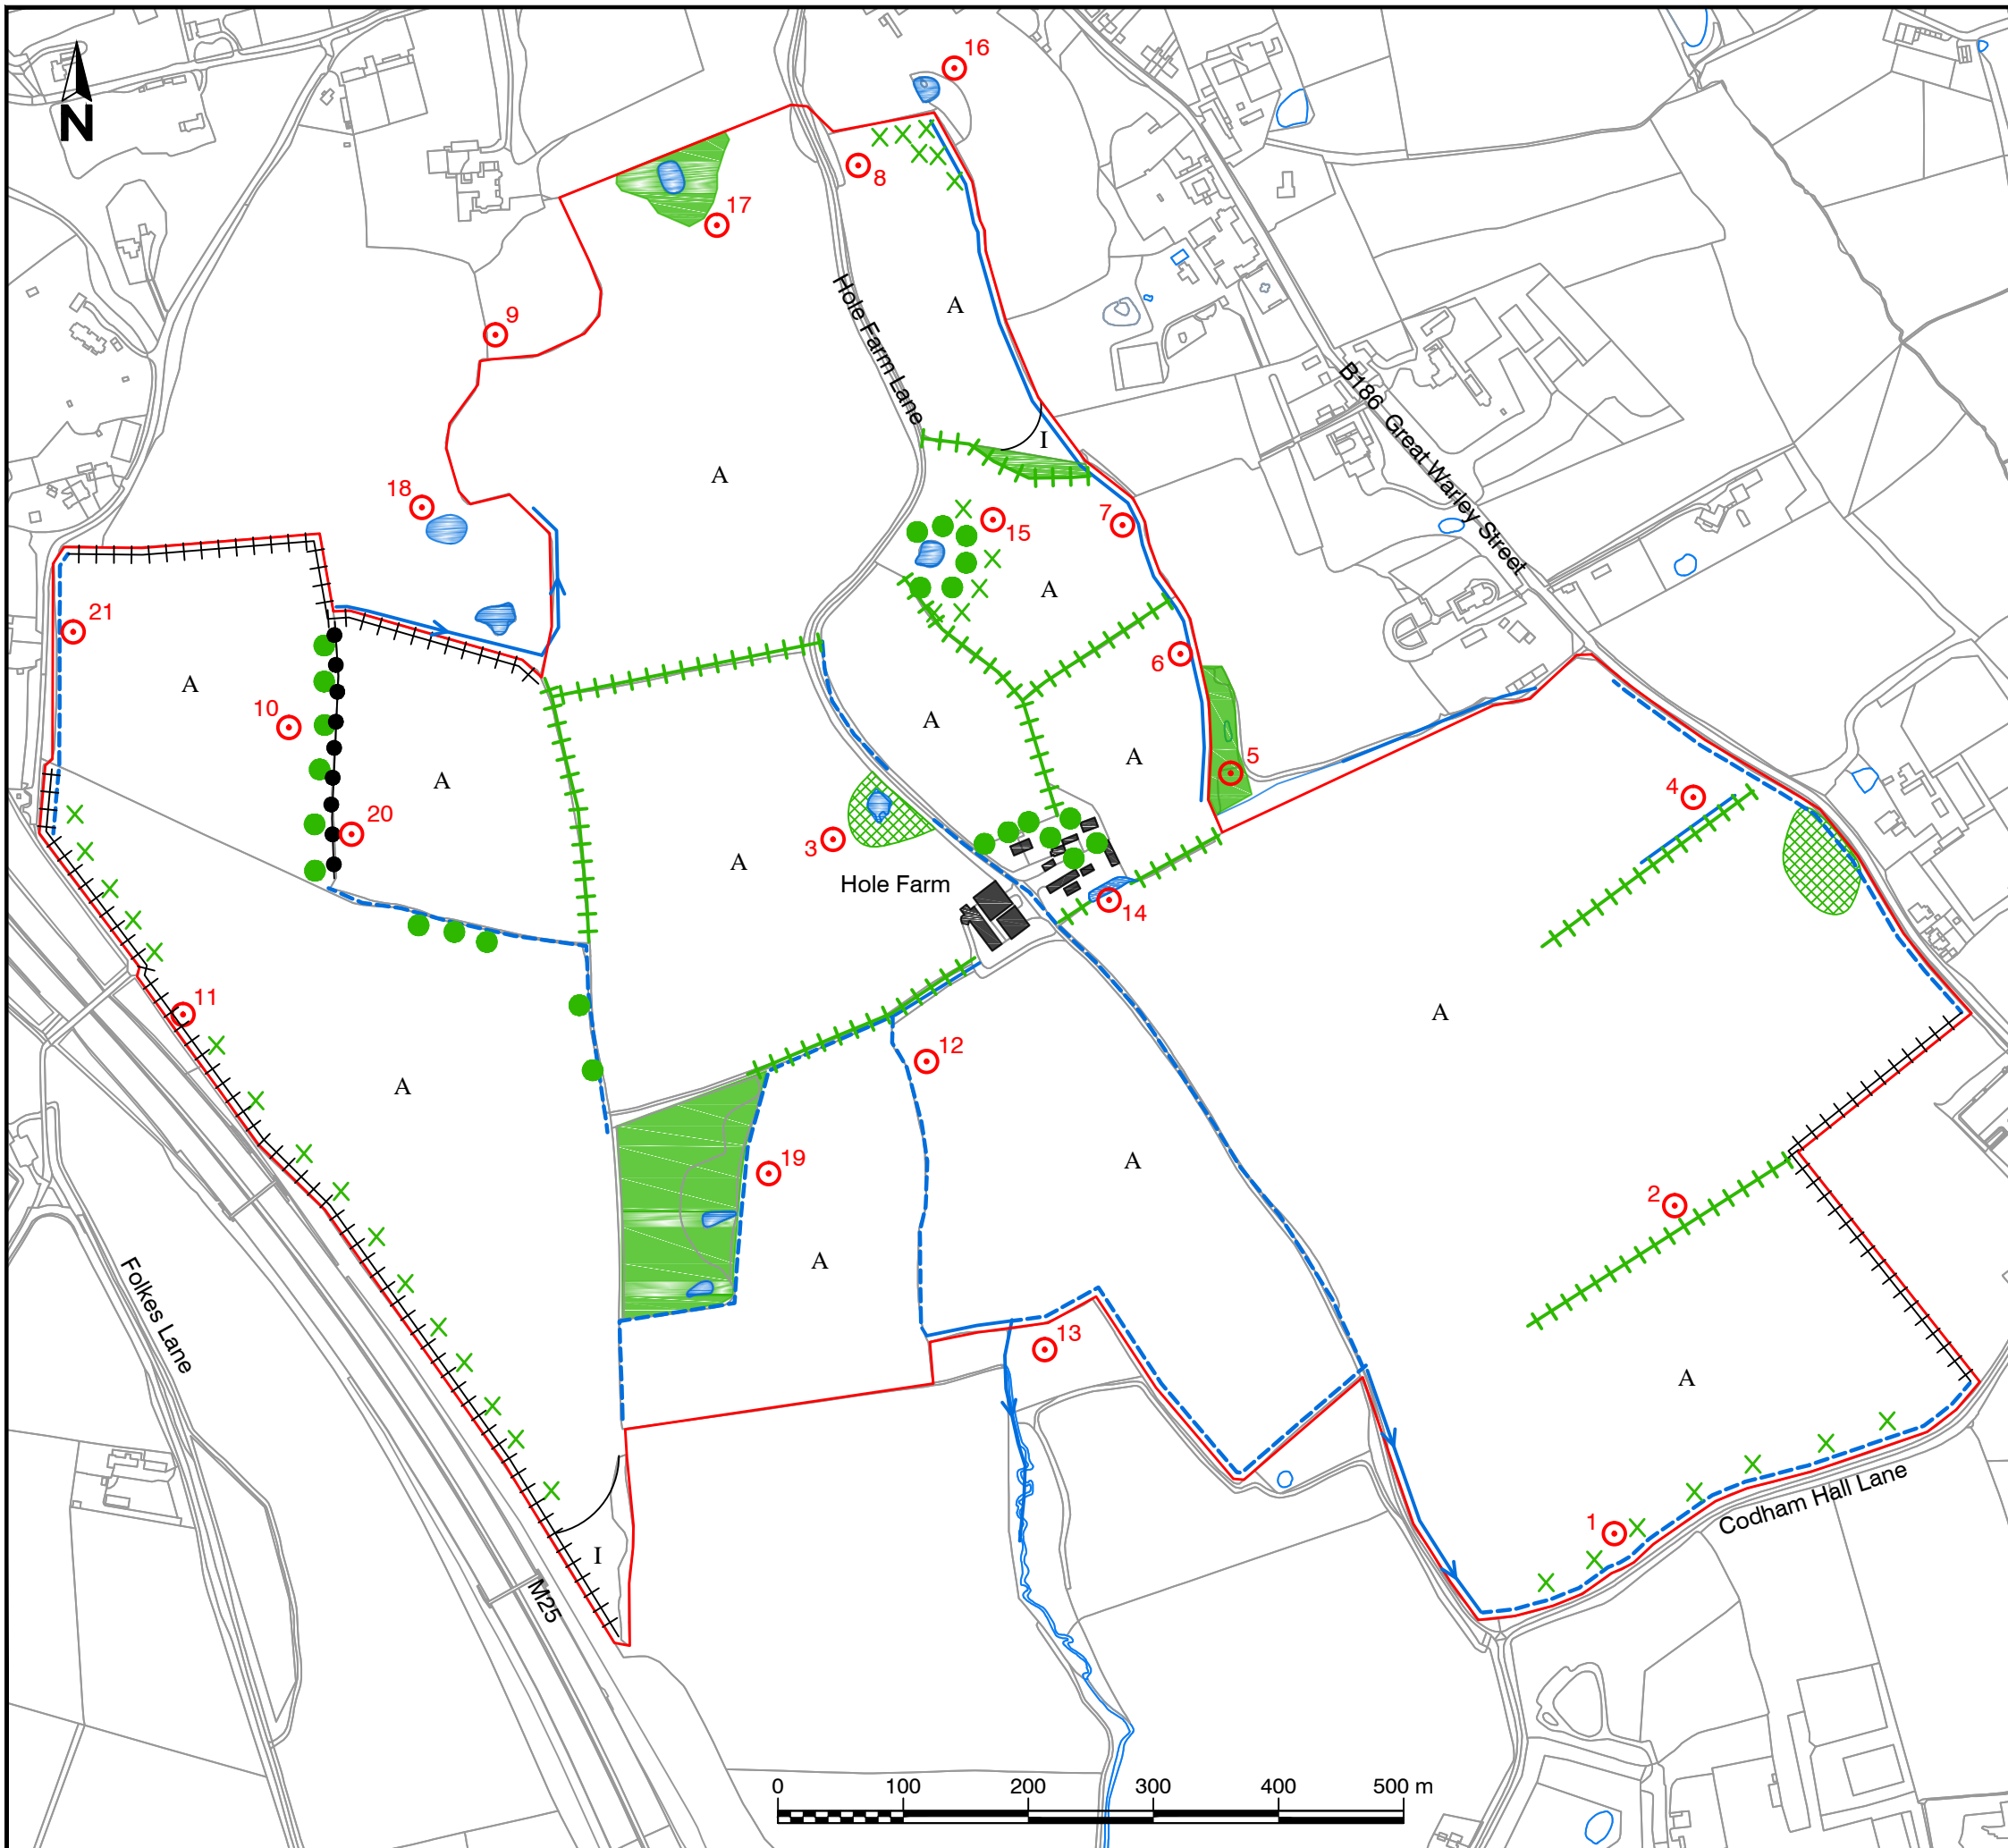 16
N
8
17
Hole Farm Lane
A
9
B186 Great Warley Street
I
A
18
15
7
A
21
6
A
10
A
A
A
5
4
20
3
A
Hole Farm
14
11
A
12
A
A
19
2
A
13
Folkes Lane
A
Codham Hall Lane
1
I
M25
0 100 200 300 400 500 m